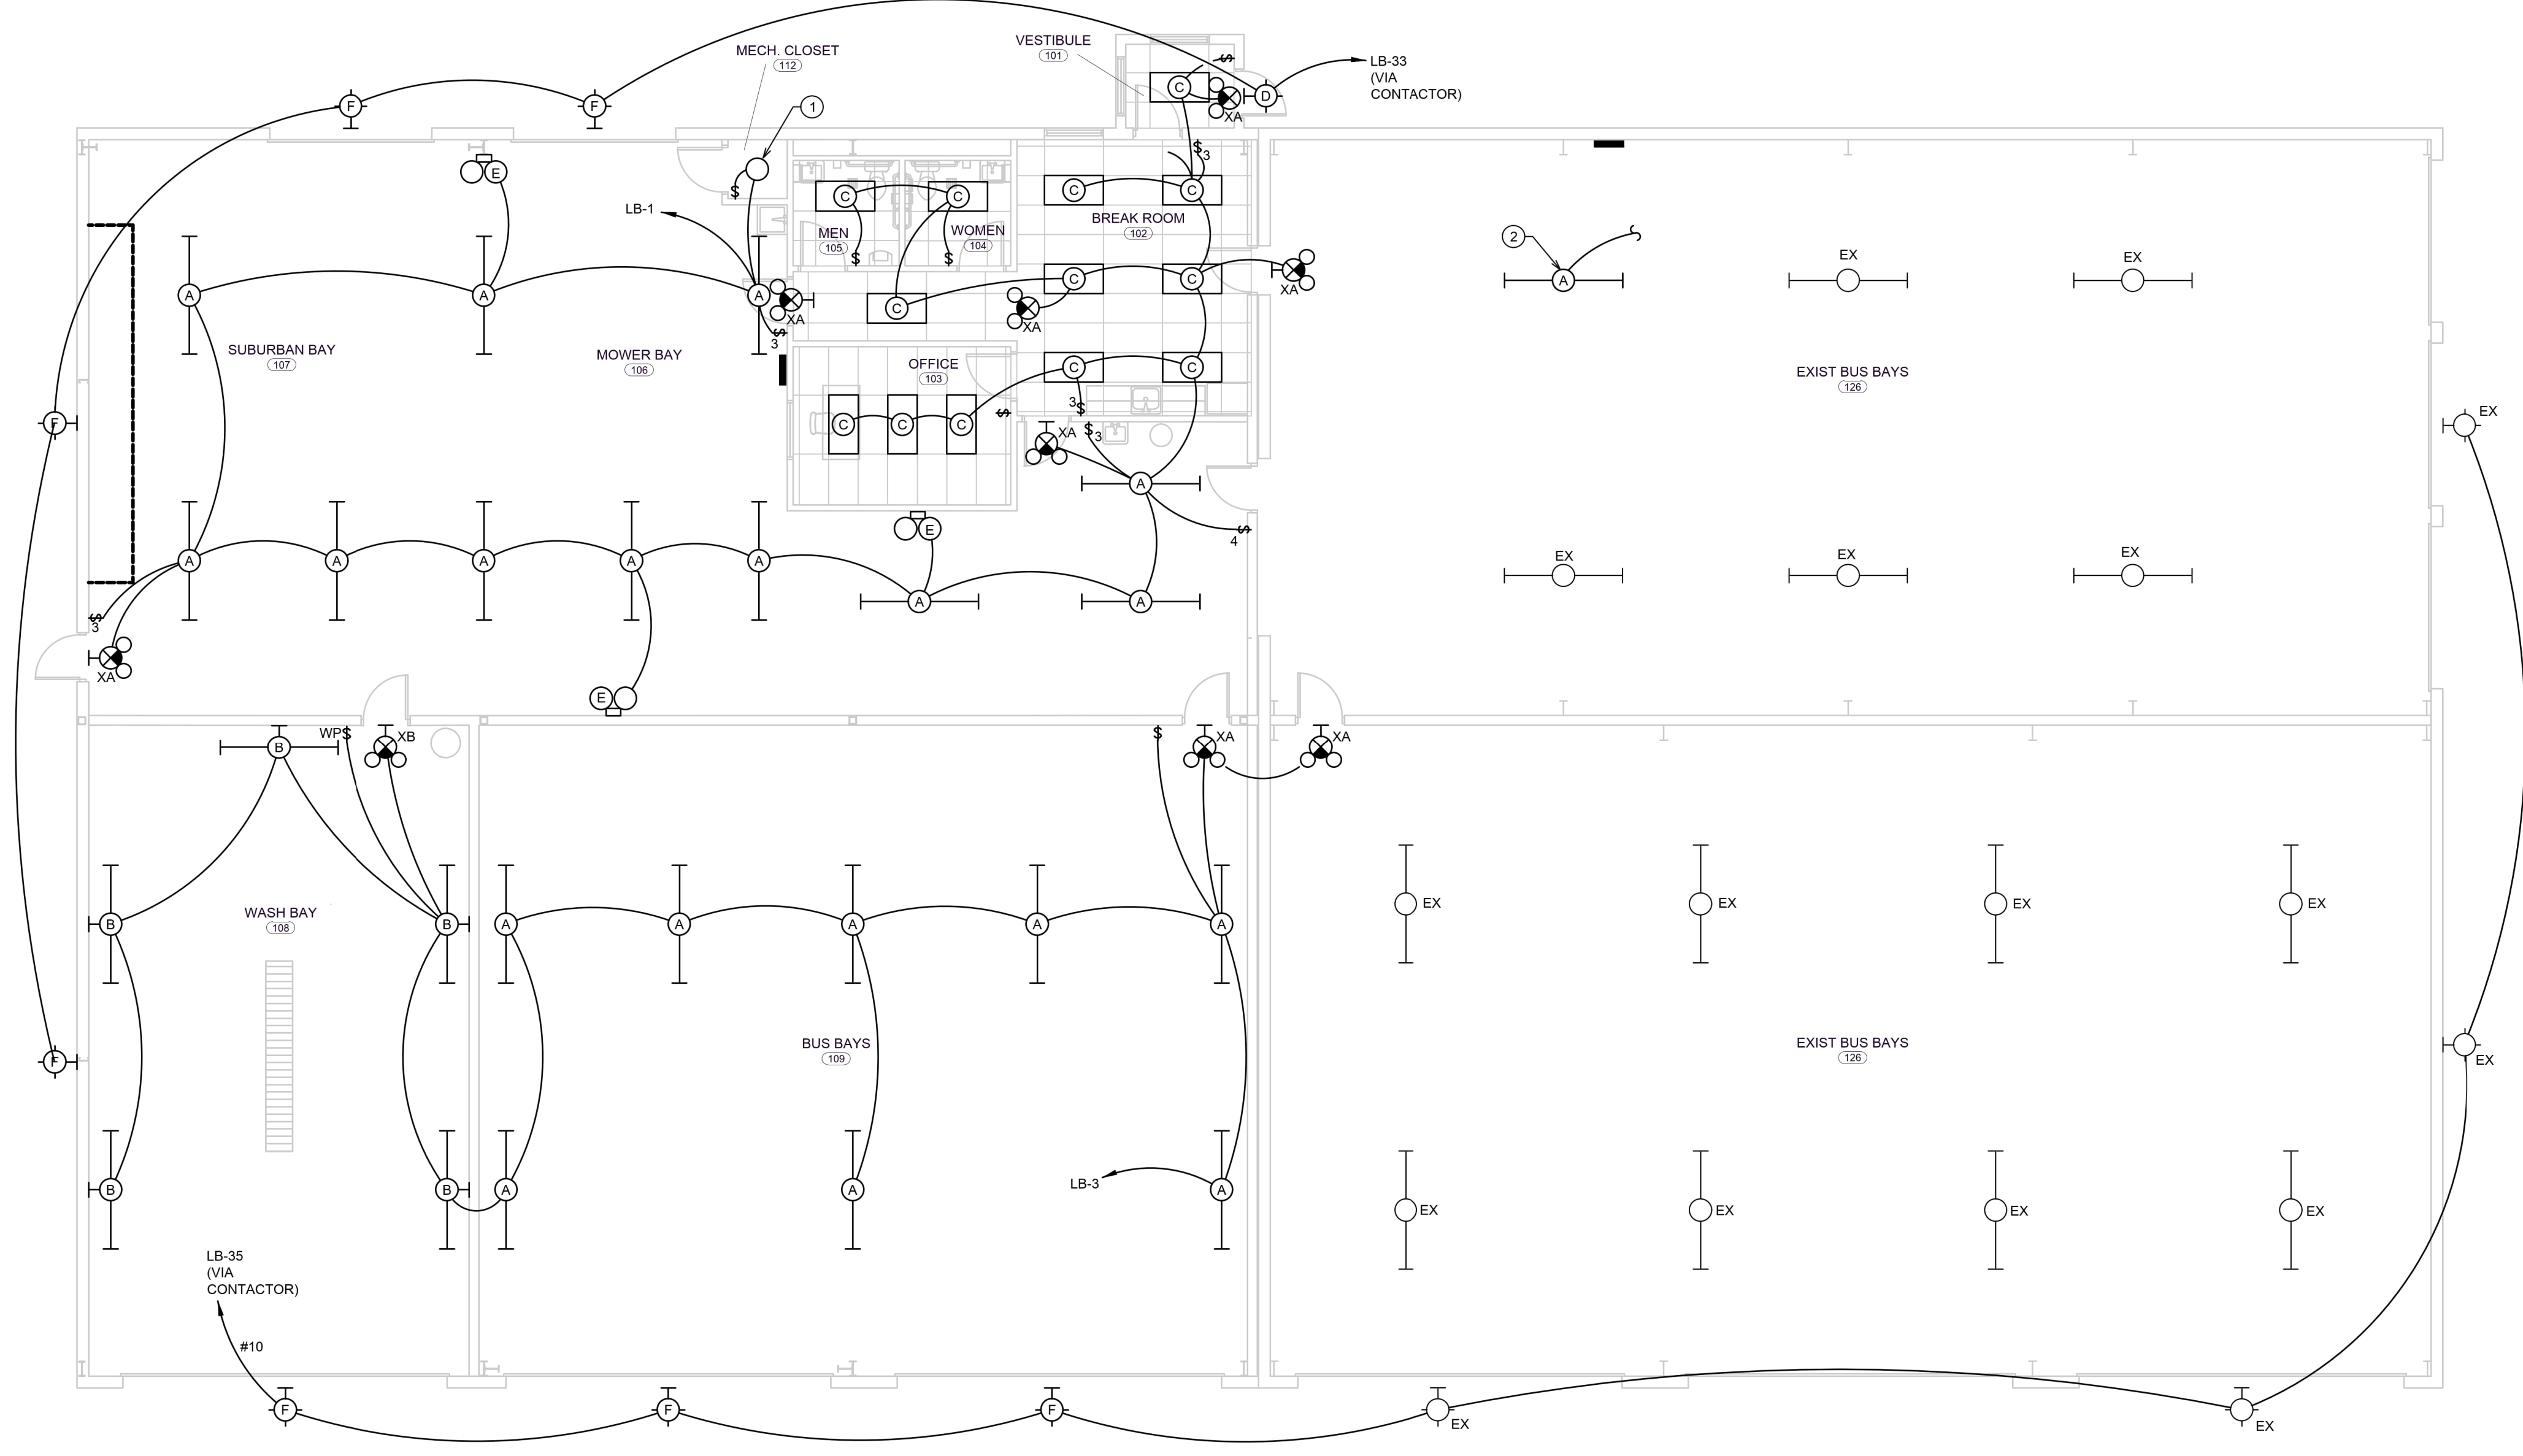 MECH. CLOSET
112
VESTIBULE
101
LB-33
(VIA
CONTACTOR)
F
F
1
C
XA
D
$
E
$
$3
LB-1
C
C
C
C
MEN
105
WOMEN
104
$
$
BREAK ROOM
102
2
A
$
EX
EX
A
A
A
XA
$
3
C
C
C
XA
XA
SUBURBAN BAY
107
MOWER BAY
106
OFFICE
103
C
C
EXIST BUS BAYS
126
3$
$
F
C
C
C
XA
$3
EX
A
E
$
4
A
A
A
A
A
A
A
EX
EX
EX
$
3
XA
E
B
WP$
XB
$
XA
XA
B
B
A
A
A
A
A
EX
EX
EX
EX
WASH BAY
108
BUS BAYS
109
EXIST BUS BAYS
126
F
EX
B
B
A
A
LB-3
A
EX
EX
EX
EX
LB-35
(VIA
CONTACTOR)
#10
F
F
F
EX
EX